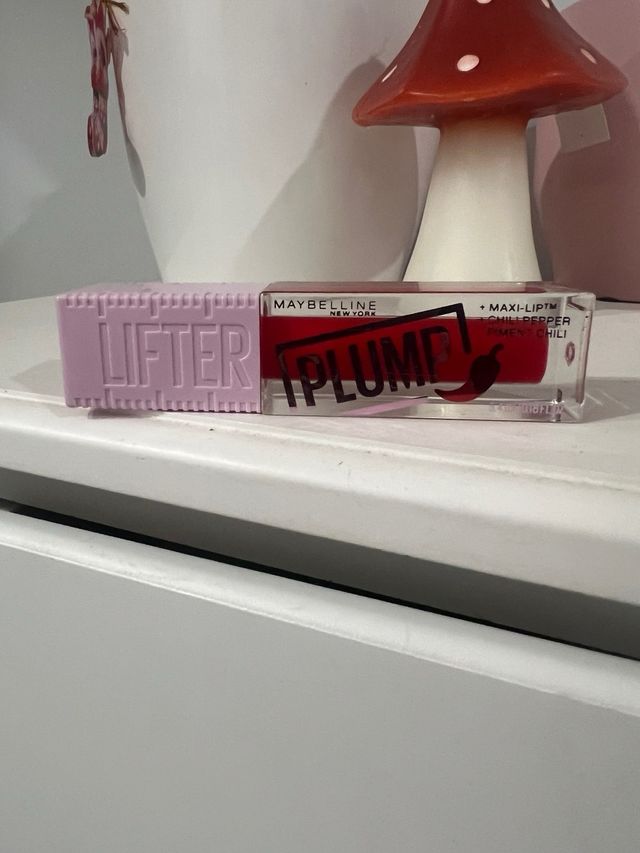 LIFTER
MAYBELLINE
NEW YORK
PLUMP
+ MAXI-LIP™
+ CHILI PEPPER
PIMENT CHILI